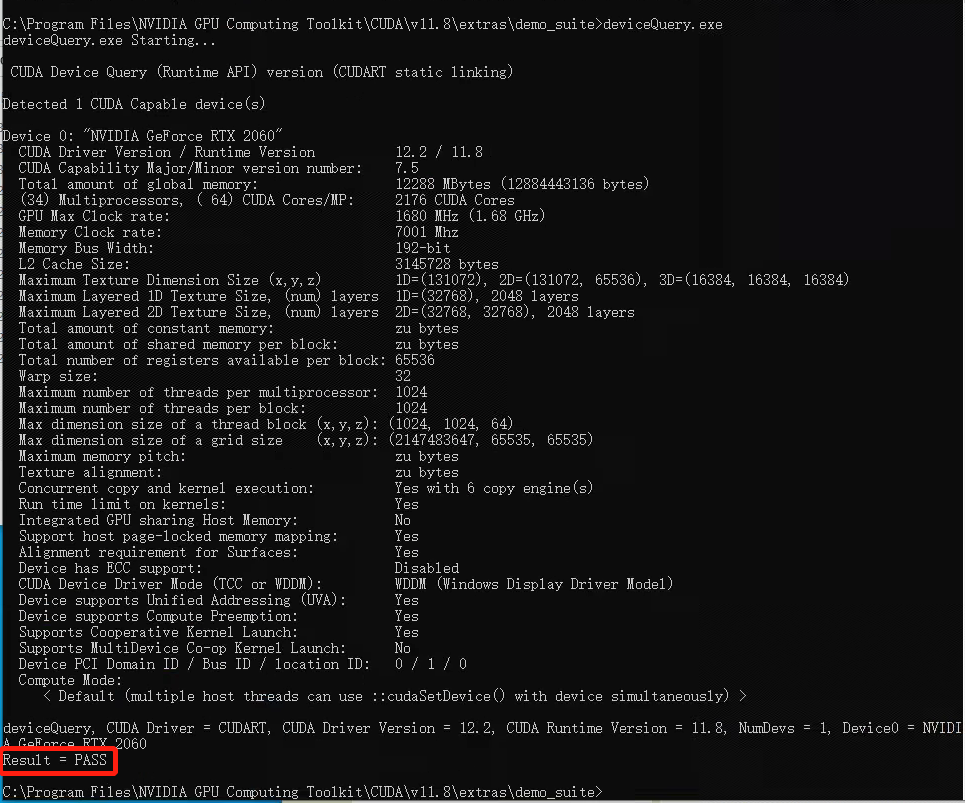 C:\Program Files\NVIDIA GPU Computing Toolkit\CUDA\v11.8\extras\demo_suite>deviceQuery.exe
deviceQuery.exe Starting...
CUDA Device Query (Runtime API) version (CUDART static linking)
Detected 1 CUDA Capable device(s)
Device 0: "NVIDIA GeForce RTX 2060"
CUDA Driver Version / Runtime Version 12.2 / 11.8
CUDA Capability Major/Minor version number: 7.5
Total amount of global memory: 12288 MBytes (12884443136 bytes)
(34) Multiprocessors, ( 64) CUDA Cores/MP: 2176 CUDA Cores
GPU Max Clock rate: 1680 MHz (1.68 GHz)
Memory Clock rate: 7001 Mhz
Memory Bus Width: 192-bit
L2 Cache Size: 3145728 bytes
Maximum Texture Dimension Size (x,y,z) 1D=(131072), 2D=(131072, 65536), 3D=(16384, 16384, 16384)
Maximum Layered 1D Texture Size, (num) layers 1D=(32768), 2048 layers
Maximum Layered 2D Texture Size, (num) layers 2D=(32768, 32768), 2048 layers
Total amount of constant memory: zu bytes
Total amount of shared memory per block: zu bytes
Total number of registers available per block: 65536
Warp size: 32
Maximum number of threads per multiprocessor: 1024
Maximum number of threads per block: 1024
Max dimension size of a thread block (x,y,z): (1024, 1024, 64)
Max dimension size of a grid size (x,y,z): (2147483647, 65535, 65535)
Maximum memory pitch: zu bytes
Texture alignment: zu bytes
Concurrent copy and kernel execution: Yes with 6 copy engine(s)
Run time limit on kernels: Yes
Integrated GPU sharing Host Memory: No
Support host page-locked memory mapping: Yes
Alignment requirement for Surfaces: Yes
Device has ECC support: Disabled
CUDA Device Driver Mode (TCC or WDDM): WDDM (Windows Display Driver Model)
Device supports Unified Addressing (UVA): Yes
Device supports Compute Preemption: Yes
Supports Cooperative Kernel Launch: Yes
Supports MultiDevice Co-op Kernel Launch: No
Device PCI Domain ID / Bus ID / location ID: 0 / 1 / 0
Compute Mode:
< Default (multiple host threads can use ::cudaSetDevice() with device simultaneously) >
deviceQuery, CUDA Driver = CUDART, CUDA Driver Version = 12.2, CUDA Runtime Version = 11.8, NumDevs = 1, Device0 = NVIDI
A GeForce RTX 2060
Result = PASS
C:\Program Files\NVIDIA GPU Computing Toolkit\CUDA\v11.8\extras\demo_suite>